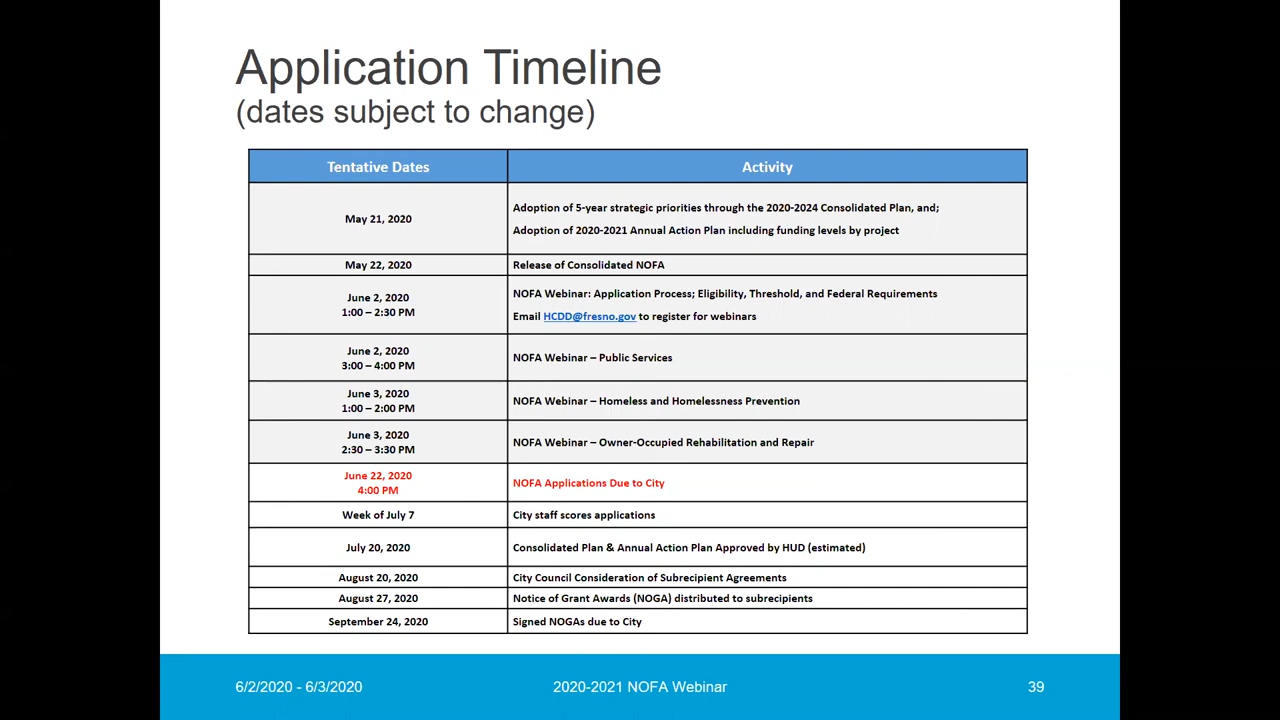 Application Timeline
(dates subject to change)
Tentative Dates
Activity
May 21, 2020
Adoption of 5-year strategic priorities through the 2020-2024 Consolidated Plan, and;
Adoption of 2020-2021 Annual Action Plan including funding levels by project
May 22, 2020
Release of Consolidated NOFA
June 2, 2020
1:00 – 2:30 PM
NOFA Webinar: Application Process; Eligibility, Threshold, and Federal Requirements
Email HCDD@fresno.gov to register for webinars
June 2, 2020
3:00 – 4:00 PM
NOFA Webinar – Public Services
June 3, 2020
1:00 – 2:00 PM
NOFA Webinar – Homeless and Homelessness Prevention
June 3, 2020
2:30 – 3:30 PM
NOFA Webinar – Owner-Occupied Rehabilitation and Repair
June 22, 2020
4:00 PM
NOFA Applications Due to City
Week of July 7
City staff scores applications
July 20, 2020
Consolidated Plan & Annual Action Plan Approved by HUD (estimated)
August 20, 2020
City Council Consideration of Subrecipient Agreements
August 27, 2020
Notice of Grant Awards (NOGA) distributed to subrecipients
September 24, 2020
Signed NOGAs due to City
6/2/2020 - 6/3/2020
2020-2021 NOFA Webinar
39